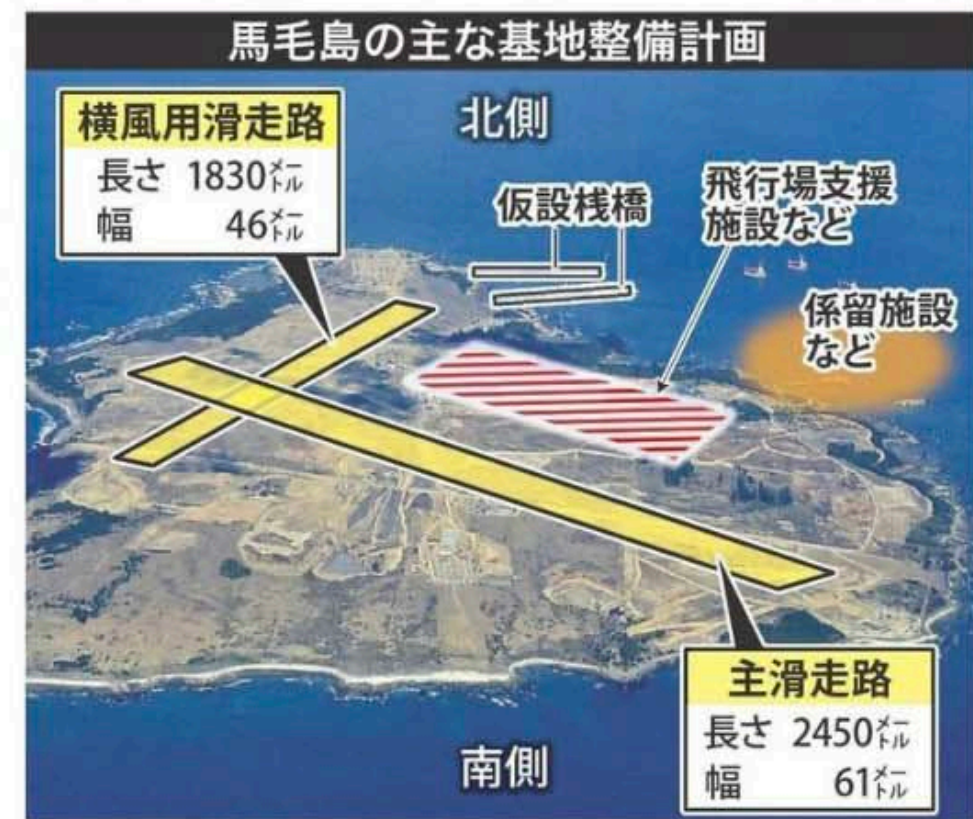 馬毛島の主な基地整備計画
横風用滑走路
長さ 1830メートル
幅 46メートル
北側
仮設桟橋
飛行場支援
施設など
係留施設
など
主滑走路
長さ 2450メートル
幅 61メートル
南側